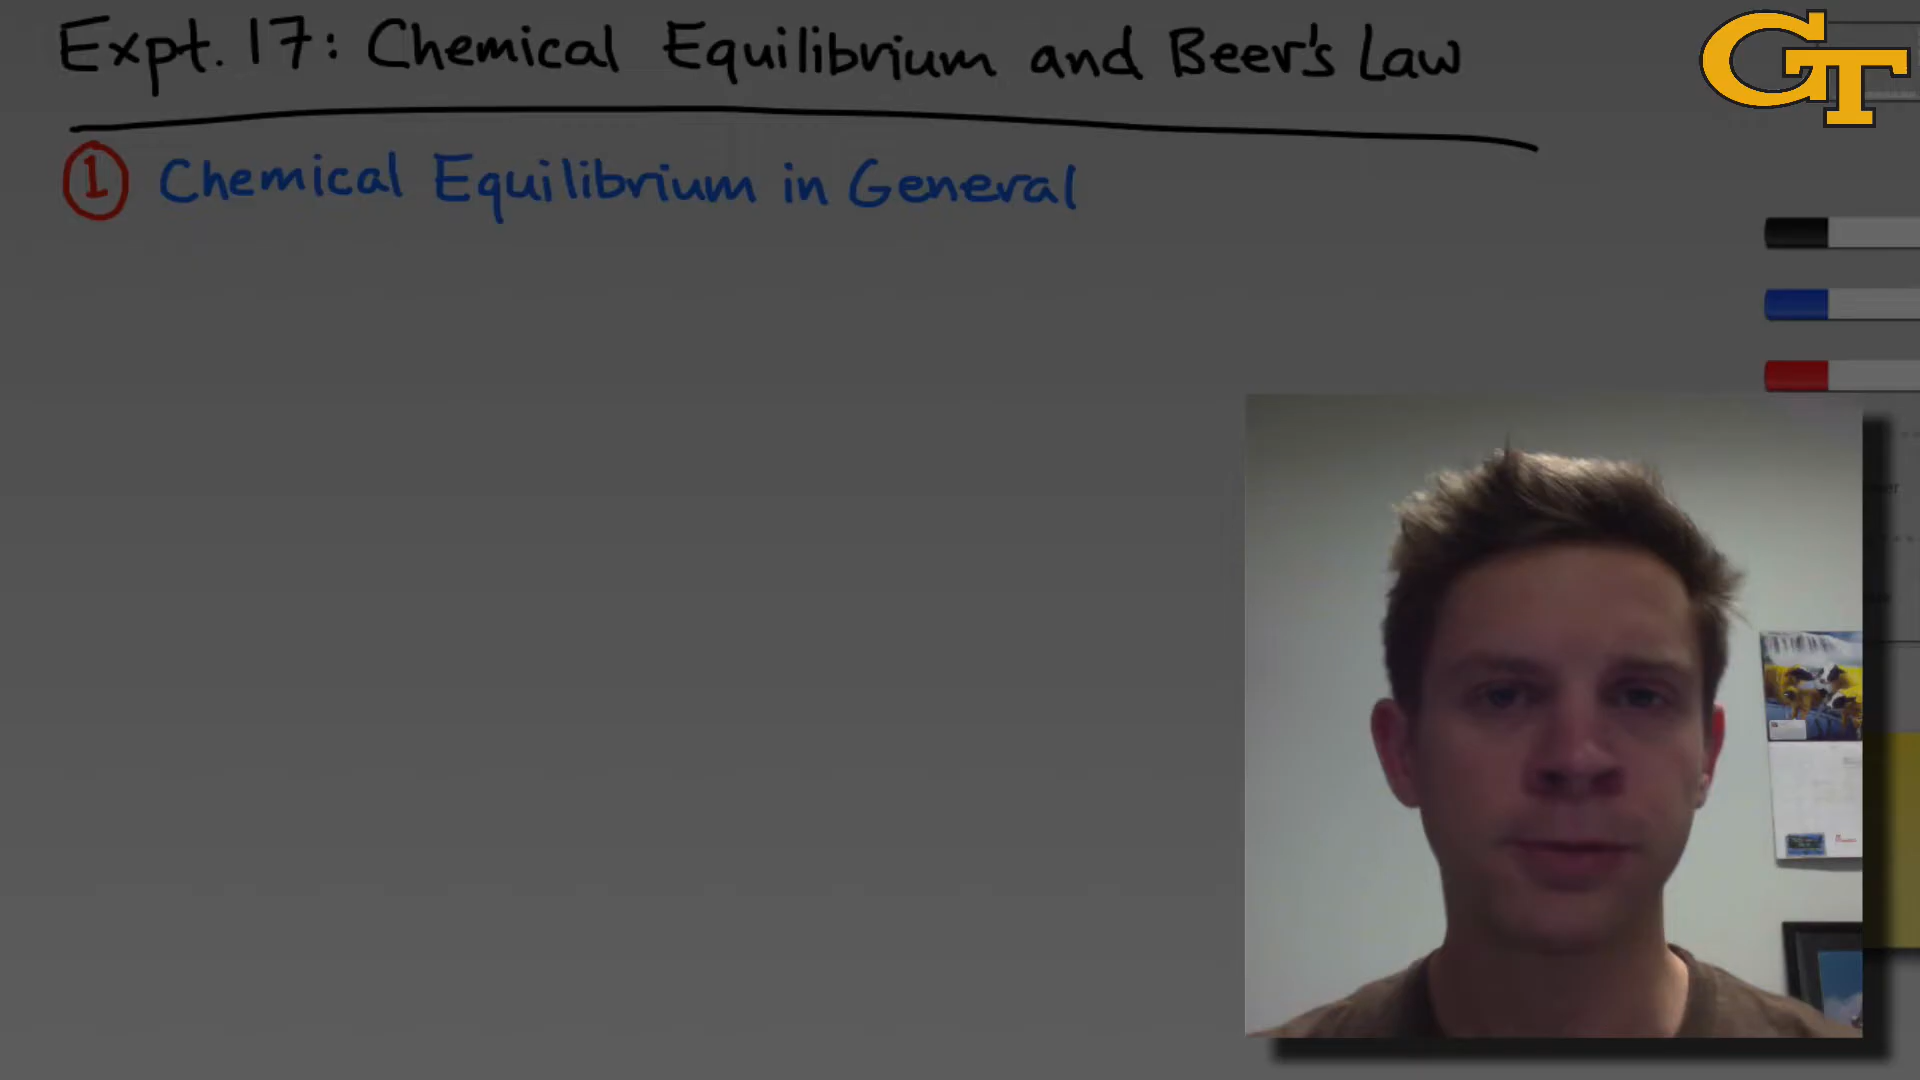 Expt. 17: Chemical Equilibrium and Beer's Law
GT
1 Chemical Equilibrium in General